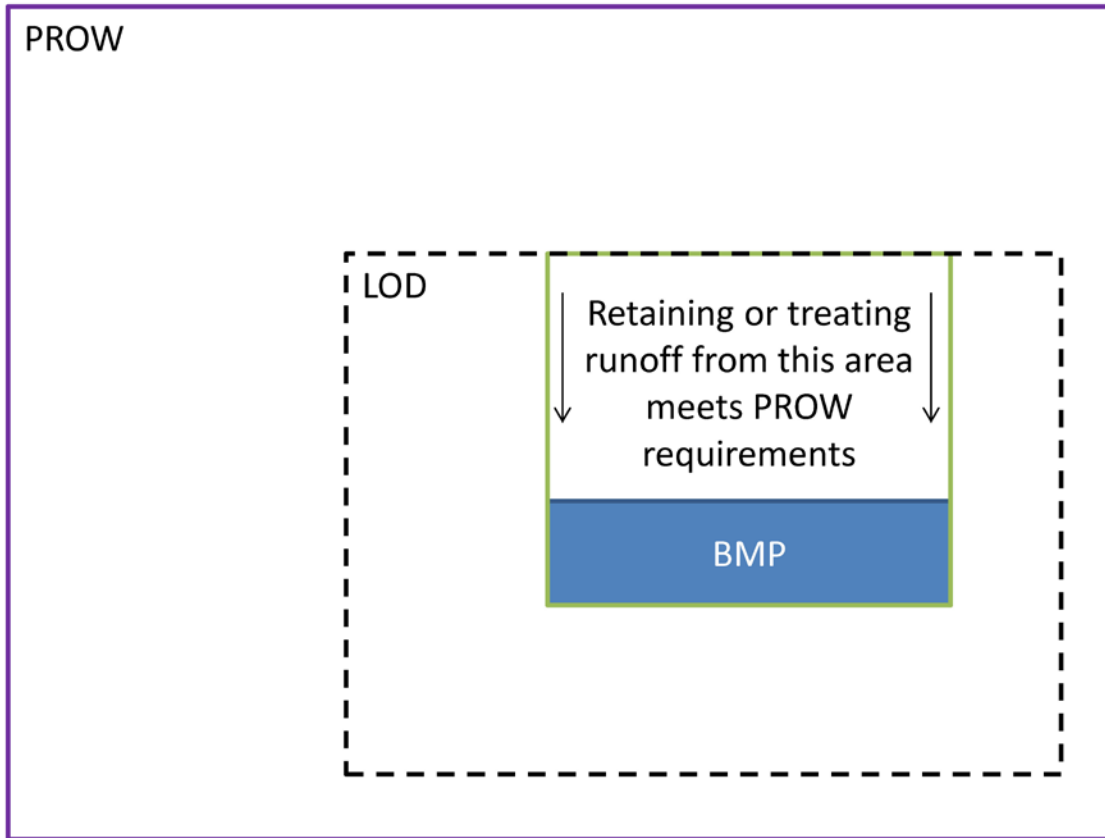 PROW
LOD
Retaining or treating
runoff from this area
meets PROW
requirements
BMP